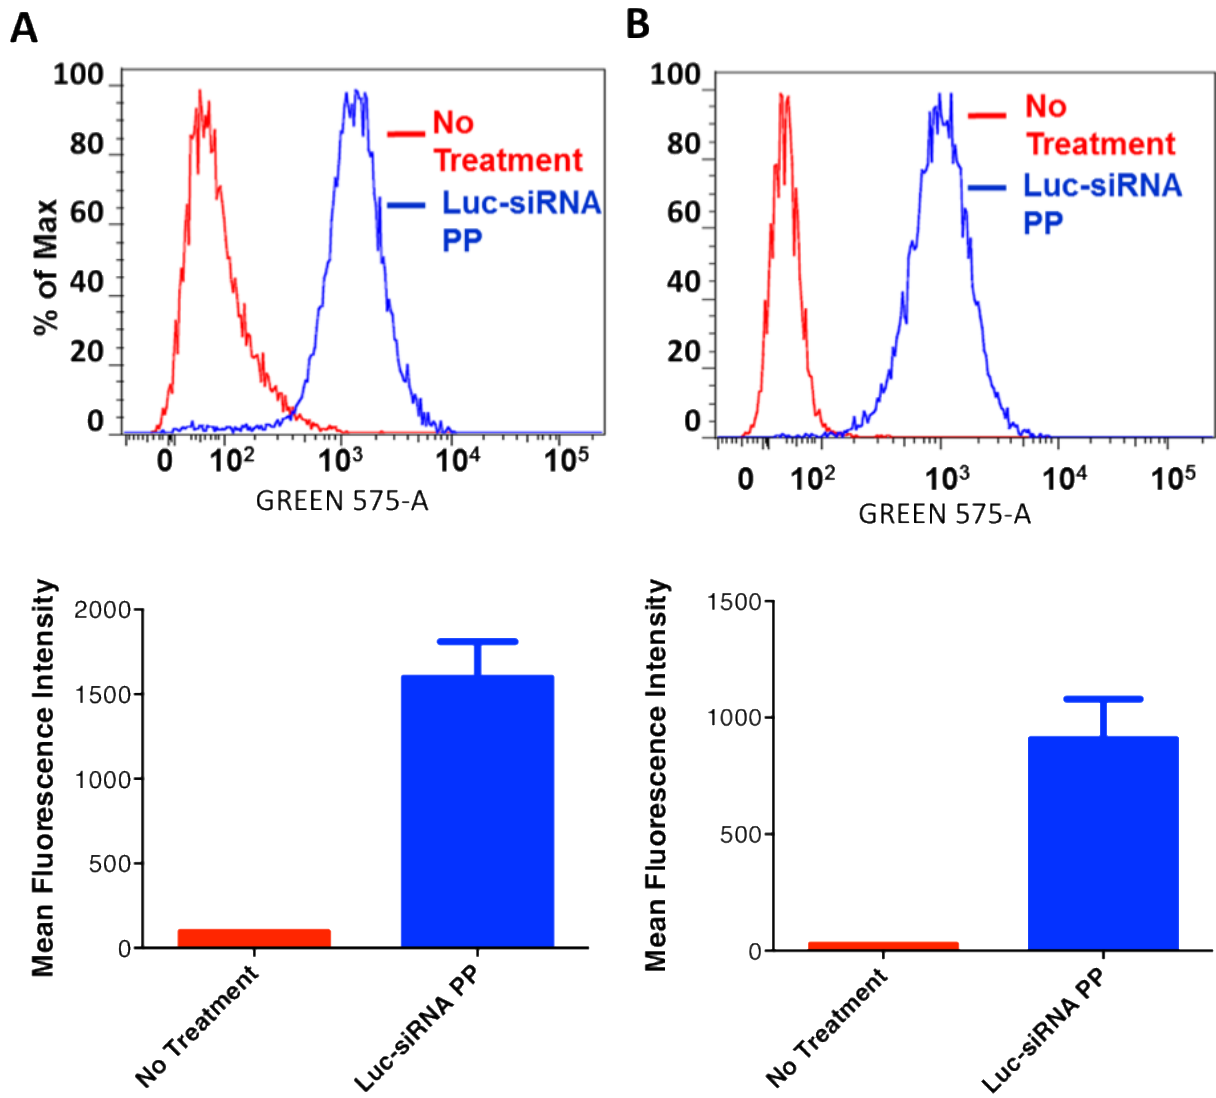 A
100
80
60
40
20
0
% of Max
No
Treatment
Luc-siRNA
PP
0 102 103 104 105
GREEN 575-A
B
100
80
60
40
20
0
No
Treatment
Luc-siRNA
PP
0 102 103 104 105
GREEN 575-A
Mean Fluorescence Intensity
2000
1500
1000
500
0
No Treatment
Luc-siRNA PP
Mean Fluorescence Intensity
1500
1000
500
0
No Treatment
Luc-siRNA PP